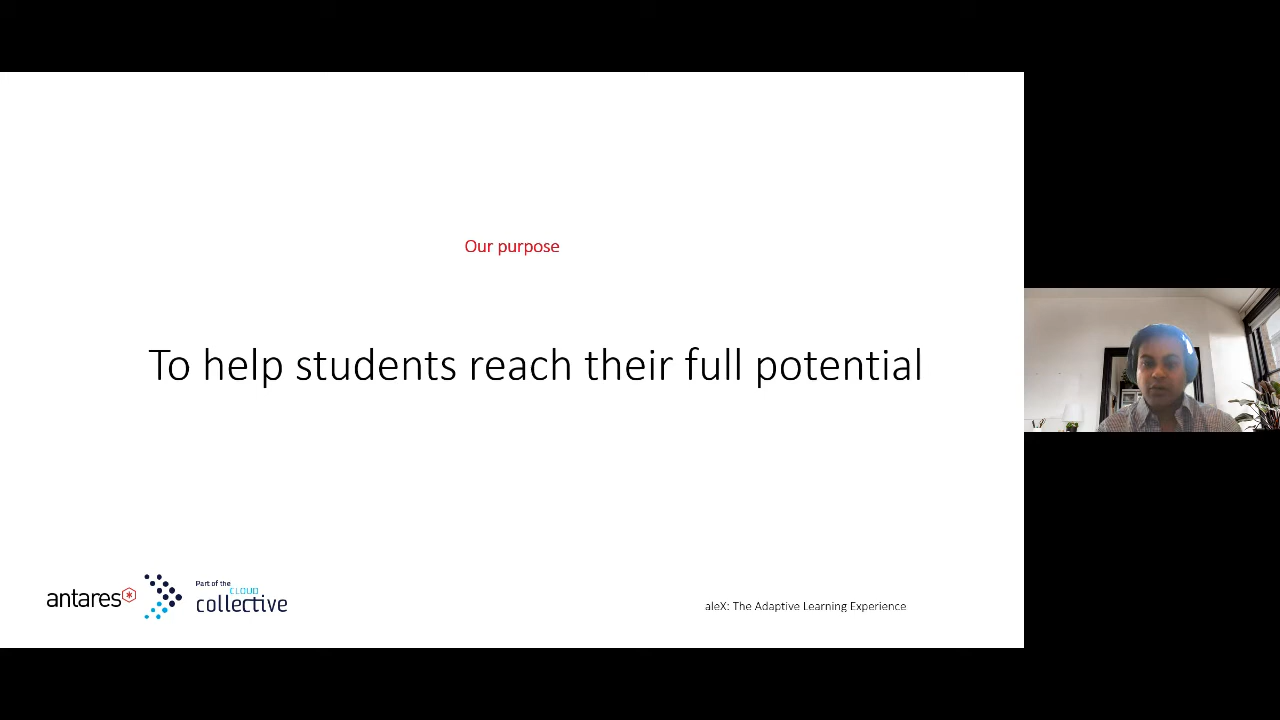 Our purpose
To help students reach their full potential
antares
Part of the
CLOUD
collective
aleX: The Adaptive Learning Experience